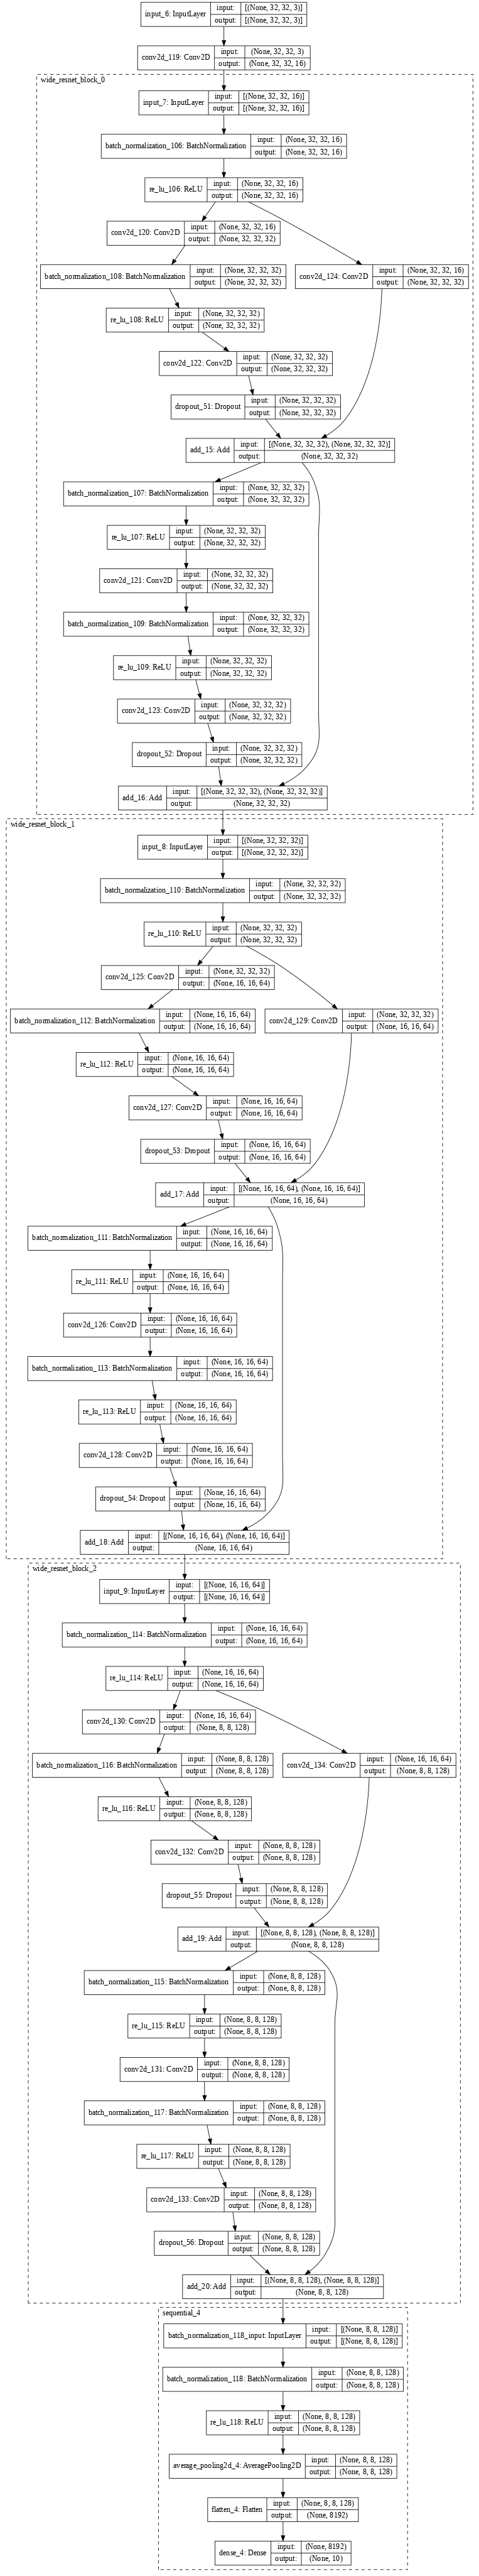 input_6: InputLayer
input: [(None, 32, 32, 3)]
output: [(None, 32, 32, 3)]
conv2d_119: Conv2D
input: (None, 32, 32, 3)
output: (None, 32, 32, 16)
wide_resnet_block_0
input_7: InputLayer
input: [(None, 32, 32, 16)]
output: [(None, 32, 32, 16)]
batch_normalization_106: BatchNormalization
input: (None, 32, 32, 16)
output: (None, 32, 32, 16)
re_lu_106: ReLU
input: (None, 32, 32, 16)
output: (None, 32, 32, 16)
conv2d_120: Conv2D
input: (None, 32, 32, 16)
output: (None, 32, 32, 32)
batch_normalization_108: BatchNormalization
input: (None, 32, 32, 32)
output: (None, 32, 32, 32)
conv2d_124: Conv2D
input: (None, 32, 32, 16)
output: (None, 32, 32, 32)
re_lu_108: ReLU
input: (None, 32, 32, 32)
output: (None, 32, 32, 32)
conv2d_122: Conv2D
input: (None, 32, 32, 32)
output: (None, 32, 32, 32)
dropout_51: Dropout
input: (None, 32, 32, 32)
output: (None, 32, 32, 32)
add_15: Add
input: [(None, 32, 32, 32), (None, 32, 32, 32)]
output: (None, 32, 32, 32)
batch_normalization_107: BatchNormalization
input: (None, 32, 32, 32)
output: (None, 32, 32, 32)
re_lu_107: ReLU
input: (None, 32, 32, 32)
output: (None, 32, 32, 32)
conv2d_121: Conv2D
input: (None, 32, 32, 32)
output: (None, 32, 32, 32)
batch_normalization_109: BatchNormalization
input: (None, 32, 32, 32)
output: (None, 32, 32, 32)
re_lu_109: ReLU
input: (None, 32, 32, 32)
output: (None, 32, 32, 32)
conv2d_123: Conv2D
input: (None, 32, 32, 32)
output: (None, 32, 32, 32)
dropout_52: Dropout
input: (None, 32, 32, 32)
output: (None, 32, 32, 32)
add_16: Add
input: [(None, 32, 32, 32), (None, 32, 32, 32)]
output: (None, 32, 32, 32)
wide_resnet_block_1
input_8: InputLayer
input: [(None, 32, 32, 32)]
output: [(None, 32, 32, 32)]
batch_normalization_110: BatchNormalization
input: (None, 32, 32, 32)
output: (None, 32, 32, 32)
re_lu_110: ReLU
input: (None, 32, 32, 32)
output: (None, 32, 32, 32)
conv2d_125: Conv2D
input: (None, 32, 32, 32)
output: (None, 16, 16, 64)
batch_normalization_112: BatchNormalization
input: (None, 16, 16, 64)
output: (None, 16, 16, 64)
conv2d_129: Conv2D
input: (None, 32, 32, 32)
output: (None, 16, 16, 64)
re_lu_112: ReLU
input: (None, 16, 16, 64)
output: (None, 16, 16, 64)
conv2d_127: Conv2D
input: (None, 16, 16, 64)
output: (None, 16, 16, 64)
dropout_53: Dropout
input: (None, 16, 16, 64)
output: (None, 16, 16, 64)
add_17: Add
input: [(None, 16, 16, 64), (None, 16, 16, 64)]
output: (None, 16, 16, 64)
batch_normalization_111: BatchNormalization
input: (None, 16, 16, 64)
output: (None, 16, 16, 64)
re_lu_111: ReLU
input: (None, 16, 16, 64)
output: (None, 16, 16, 64)
conv2d_126: Conv2D
input: (None, 16, 16, 64)
output: (None, 16, 16, 64)
batch_normalization_113: BatchNormalization
input: (None, 16, 16, 64)
output: (None, 16, 16, 64)
re_lu_113: ReLU
input: (None, 16, 16, 64)
output: (None, 16, 16, 64)
conv2d_128: Conv2D
input: (None, 16, 16, 64)
output: (None, 16, 16, 64)
dropout_54: Dropout
input: (None, 16, 16, 64)
output: (None, 16, 16, 64)
add_18: Add
input: [(None, 16, 16, 64), (None, 16, 16, 64)]
output: (None, 16, 16, 64)
wide_resnet_block_2
input_9: InputLayer
input: [(None, 16, 16, 64)]
output: [(None, 16, 16, 64)]
batch_normalization_114: BatchNormalization
input: (None, 16, 16, 64)
output: (None, 16, 16, 64)
re_lu_114: ReLU
input: (None, 16, 16, 64)
output: (None, 16, 16, 64)
conv2d_130: Conv2D
input: (None, 16, 16, 64)
output: (None, 8, 8, 128)
batch_normalization_116: BatchNormalization
input: (None, 8, 8, 128)
output: (None, 8, 8, 128)
conv2d_134: Conv2D
input: (None, 16, 16, 64)
output: (None, 8, 8, 128)
re_lu_116: ReLU
input: (None, 8, 8, 128)
output: (None, 8, 8, 128)
conv2d_132: Conv2D
input: (None, 8, 8, 128)
output: (None, 8, 8, 128)
dropout_55: Dropout
input: (None, 8, 8, 128)
output: (None, 8, 8, 128)
add_19: Add
input: [(None, 8, 8, 128), (None, 8, 8, 128)]
output: (None, 8, 8, 128)
batch_normalization_115: BatchNormalization
input: (None, 8, 8, 128)
output: (None, 8, 8, 128)
re_lu_115: ReLU
input: (None, 8, 8, 128)
output: (None, 8, 8, 128)
conv2d_131: Conv2D
input: (None, 8, 8, 128)
output: (None, 8, 8, 128)
batch_normalization_117: BatchNormalization
input: (None, 8, 8, 128)
output: (None, 8, 8, 128)
re_lu_117: ReLU
input: (None, 8, 8, 128)
output: (None, 8, 8, 128)
conv2d_133: Conv2D
input: (None, 8, 8, 128)
output: (None, 8, 8, 128)
dropout_56: Dropout
input: (None, 8, 8, 128)
output: (None, 8, 8, 128)
add_20: Add
input: [(None, 8, 8, 128), (None, 8, 8, 128)]
output: (None, 8, 8, 128)
sequential_4
batch_normalization_118_input: InputLayer
input: [(None, 8, 8, 128)]
output: [(None, 8, 8, 128)]
batch_normalization_118: BatchNormalization
input: (None, 8, 8, 128)
output: (None, 8, 8, 128)
re_lu_118: ReLU
input: (None, 8, 8, 128)
output: (None, 8, 8, 128)
average_pooling2d_4: AveragePooling2D
input: (None, 8, 8, 128)
output: (None, 8, 8, 128)
flatten_4: Flatten
input: (None, 8, 8, 128)
output: (None, 8192)
dense_4: Dense
input: (None, 8192)
output: (None, 10)